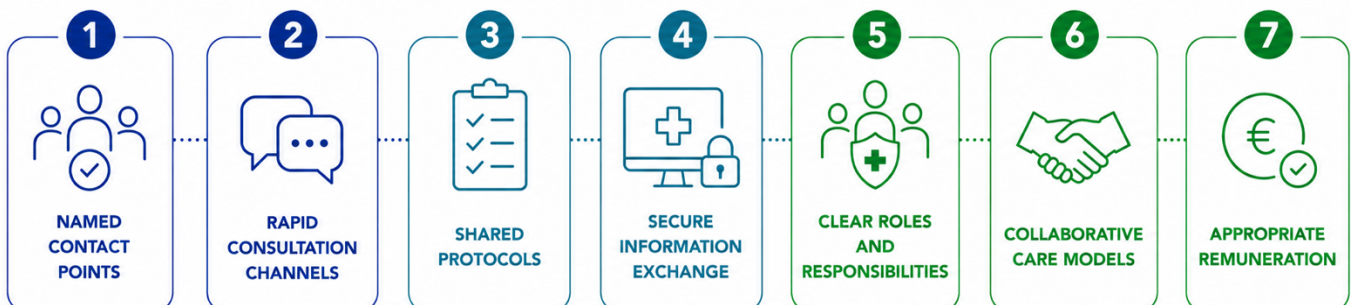 1
NAMED
CONTACT
POINTS
2
RAPID
CONSULTATION
CHANNELS
3
SHARED
PROTOCOLS
4
SECURE
INFORMATION
EXCHANGE
5
CLEAR ROLES
AND
RESPONSIBILITIES
6
COLLABORATIVE
CARE MODELS
7
€
APPROPRIATE
REMUNERATION